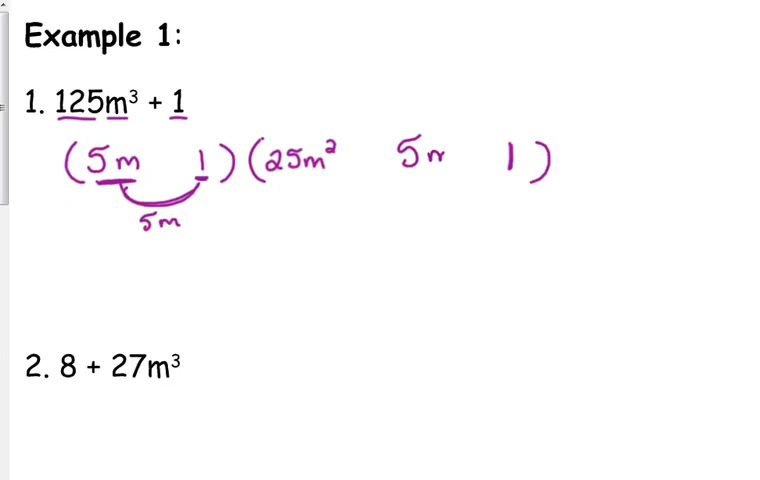 Example 1:
1. 125m³ + 1
(5m 1)(25m² 5m 1)
5m
2. 8 + 27m³